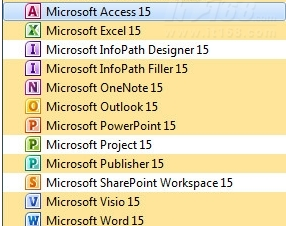 Microsoft Access 15
Microsoft Excel 15
Microsoft InfoPath Designer 15
Microsoft InfoPath Filler 15
Microsoft OneNote 15
Microsoft Outlook 15
Microsoft PowerPoint 15
Microsoft Project 15
Microsoft Publisher 15
Microsoft SharePoint Workspace 15
Microsoft Visio 15
Microsoft Word 15